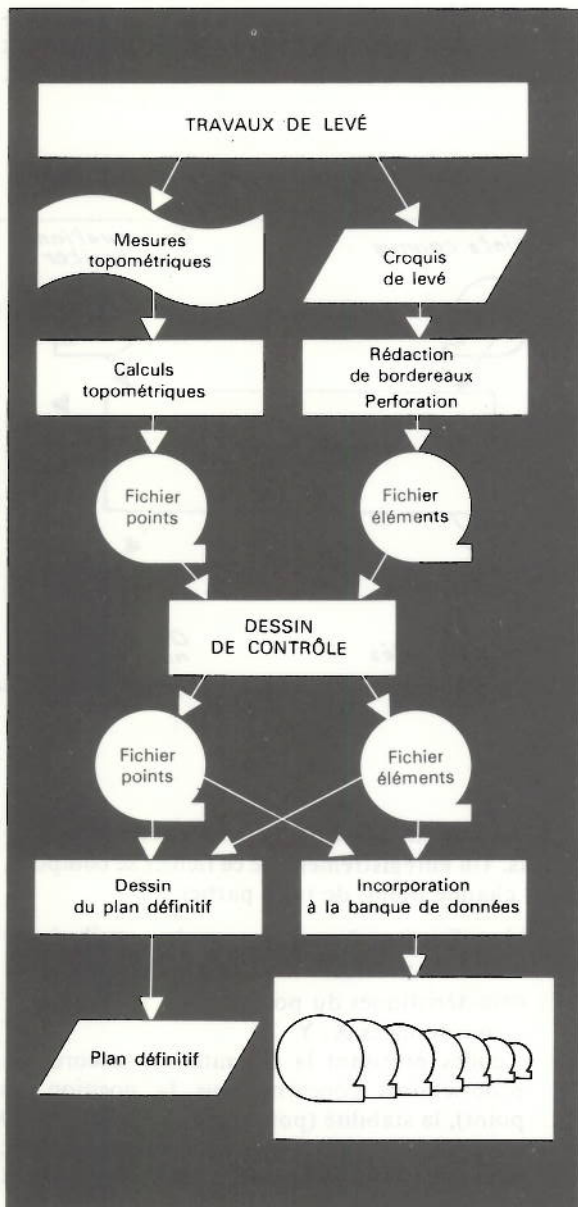 TRAVAUX DE LEVÉ
Mesures
topométriques
Croquis
de levé
Calculs
topométriques
Rédaction
de bordereaux
Perforation
Fichier
points
Fichier
éléments
DESSIN
DE CONTRÔLE
Fichier
points
Fichier
éléments
Dessin
du plan définitif
Incorporation
à la banque de données
Plan définitif